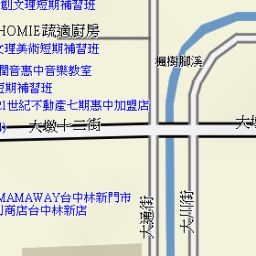 創文理短期補習班
HOMIE蔬適廚房
文理美術短期補習班
潤音惠中音樂教室
短期補習班
21世紀不動產七期惠中加盟店
楓樹腳溪
大墩十二街
大墩
MAMAWAY台中林新門市
利商店台中林新店
大通街
大川街